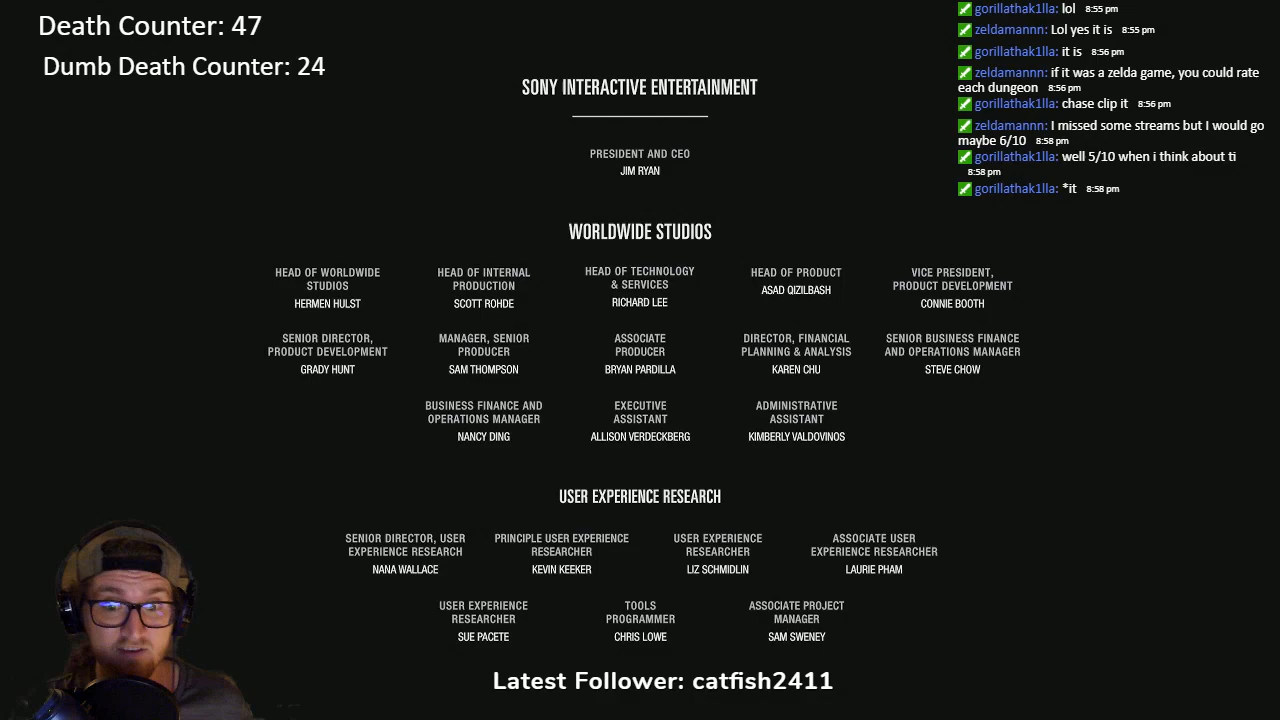 Death Counter: 47
Dumb Death Counter: 24
gorillathak1lla: lol 8:55 pm
zeldamannn: Lol yes it is 8:55 pm
gorillathak1lla: it is 8:56 pm
zeldamannn: if it was a zelda game, you could rate
each dungeon 8:56 pm
gorillathak1lla: chase clip it 8:56 pm
zeldamannn: I missed some streams but I would go
maybe 6/10 8:58 pm
gorillathak1lla: well 5/10 when i think about ti
8:58 pm
gorillathak1lla: *it 8:58 pm
SONY INTERACTIVE ENTERTAINMENT
PRESIDENT AND CEO
JIM RYAN
WORLDWIDE STUDIOS
HEAD OF WORLDWIDE
STUDIOS
HERMEN HULST
HEAD OF INTERNAL
PRODUCTION
SCOTT ROHDE
HEAD OF TECHNOLOGY
& SERVICES
RICHARD LEE
HEAD OF PRODUCT
ASAD QIZILBASH
VICE PRESIDENT,
PRODUCT DEVELOPMENT
CONNIE BOOTH
SENIOR DIRECTOR,
PRODUCT DEVELOPMENT
GRADY HUNT
MANAGER, SENIOR
PRODUCER
SAM THOMPSON
ASSOCIATE
PRODUCER
BRYAN PARDILLA
DIRECTOR, FINANCIAL
PLANNING & ANALYSIS
KAREN CHU
SENIOR BUSINESS FINANCE
AND OPERATIONS MANAGER
STEVE CHOW
BUSINESS FINANCE AND
OPERATIONS MANAGER
NANCY DING
EXECUTIVE
ASSISTANT
ALLISON VERDECKBERG
ADMINISTRATIVE
ASSISTANT
KIMBERLY VALDOVINOS
USER EXPERIENCE RESEARCH
SENIOR DIRECTOR, USER
EXPERIENCE RESEARCH
NANA WALLACE
PRINCIPLE USER EXPERIENCE
RESEARCHER
KEVIN KEEKER
USER EXPERIENCE
RESEARCHER
LIZ SCHMIDLIN
ASSOCIATE USER
EXPERIENCE RESEARCHER
LAURIE PHAM
USER EXPERIENCE
RESEARCHER
SUE PACETE
TOOLS
PROGRAMMER
CHRIS LOWE
ASSOCIATE PROJECT
MANAGER
SAM SWENEY
Latest Follower: catfish2411